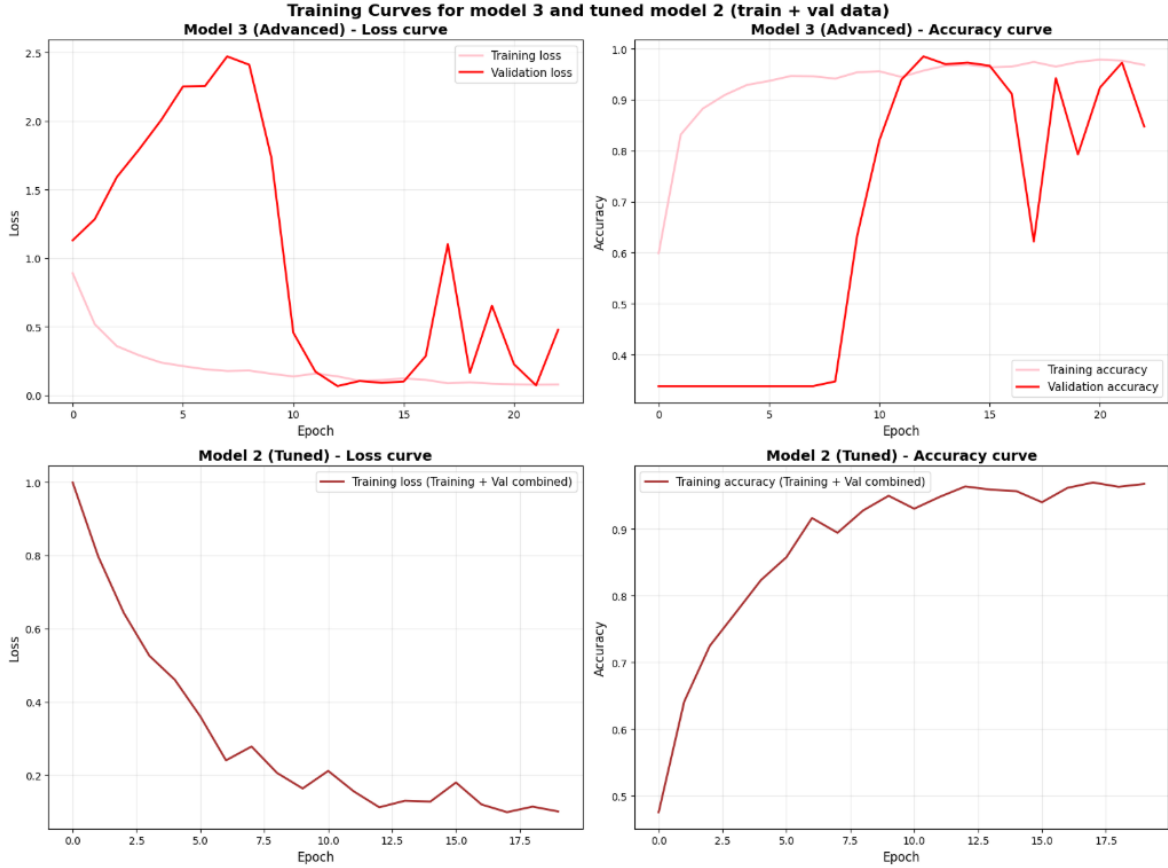 Training Curves for model 3 and tuned model 2 (train + val data)
Model 3 (Advanced) - Loss curve
2.5
2.0
1.5
1.0
0.5
0.0
Loss
Training loss
Validation loss
0 5 10 15 20
Epoch
Model 3 (Advanced) - Accuracy curve
1.0
0.9
0.8
0.7
0.6
0.5
0.4
Accuracy
Training accuracy
Validation accuracy
0 5 10 15 20
Epoch
Model 2 (Tuned) - Loss curve
1.0
0.8
0.6
0.4
0.2
Loss
Training loss (Training + Val combined)
0.0 2.5 5.0 7.5 10.0 12.5 15.0 17.5
Epoch
Model 2 (Tuned) - Accuracy curve
0.9
0.8
0.7
0.6
0.5
Accuracy
Training accuracy (Training + Val combined)
0.0 2.5 5.0 7.5 10.0 12.5 15.0 17.5
Epoch